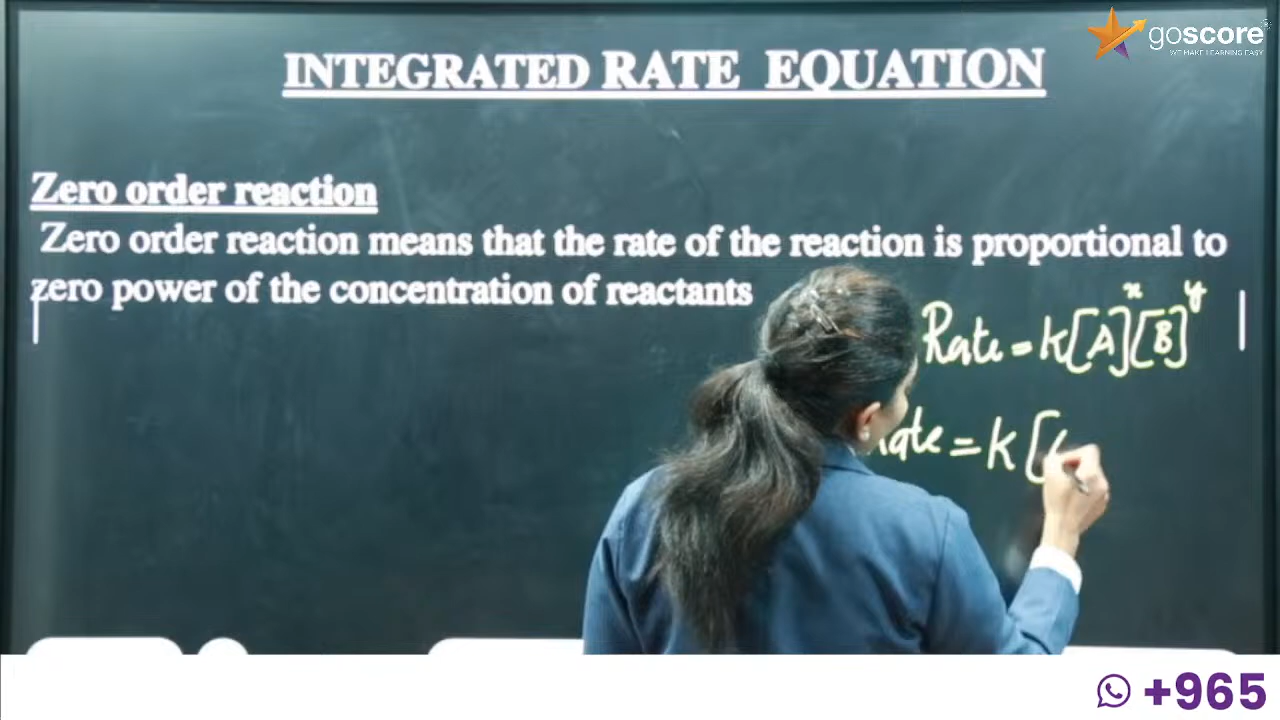 goscore
WE MAKE LEARNING EASY
INTEGRATED RATE EQUATION
Zero order reaction
Zero order reaction means that the rate of the reaction is proportional to
zero power of the concentration of reactants
Rate = K[A]ˣ[B]ʸ
= K [
+965